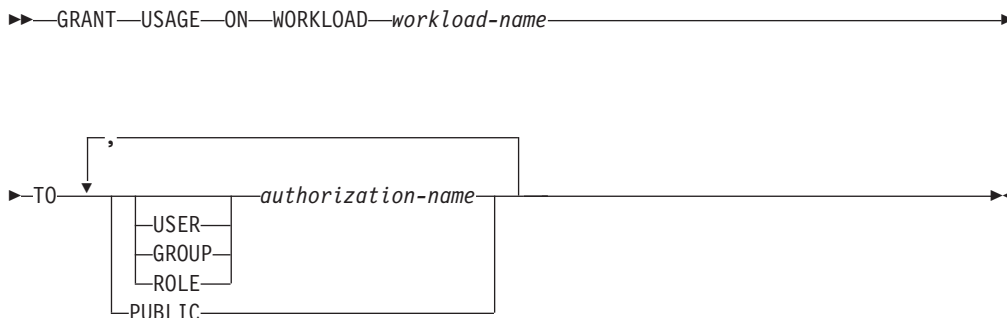 GRANT USAGE ON WORKLOAD workload-name
,
TO authorization-name
USER
GROUP
ROLE
PUBLIC